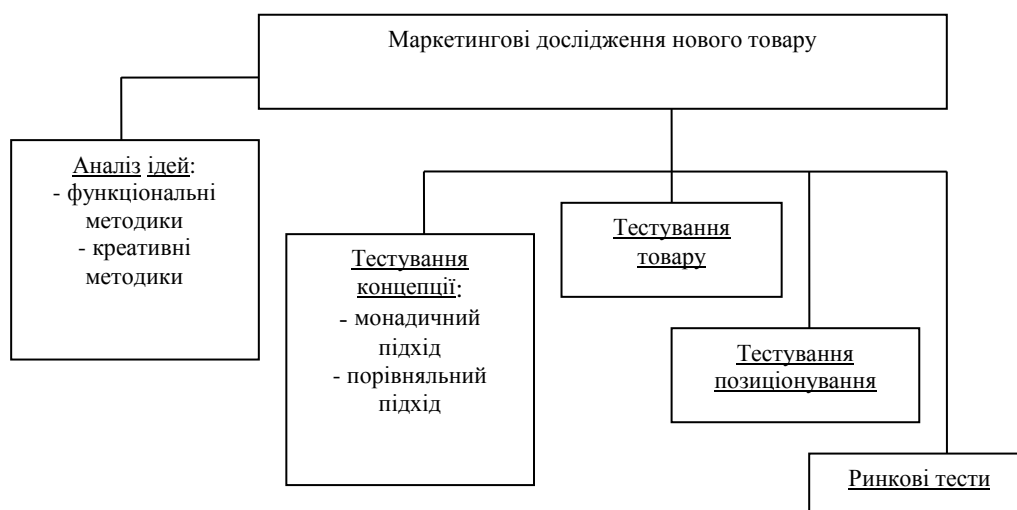 Маркетингові дослідження нового товару
Аналіз ідей:
- функціональні
методики
- креативні
методики
Тестування
концепції:
- монадичний
підхід
- порівняльний
підхід
Тестування
товару
Тестування
позиціонування
Ринкові тести